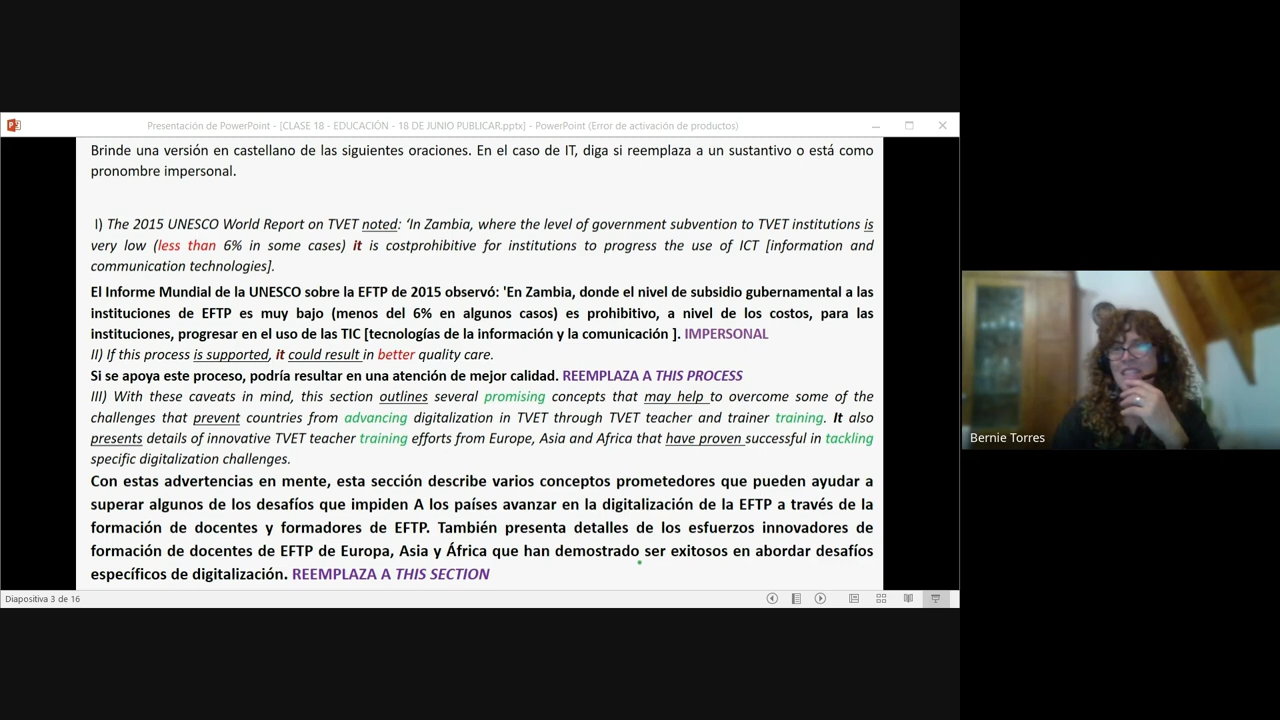 Presentación de PowerPoint - [CLASE 18 - EDUCACIÓN - 18 DE JUNIO PUBLICAR.pptx] - PowerPoint (Error de activación de productos)
Brinde una versión en castellano de las siguientes oraciones. En el caso de IT, diga si reemplaza a un sustantivo o está como
pronombre impersonal.
I) The 2015 UNESCO World Report on TVET noted: ‘In Zambia, where the level of government subvention to TVET institutions is
very low (less than 6% in some cases) it is costprohibitive for institutions to progress the use of ICT [information and
communication technologies].
El Informe Mundial de la UNESCO sobre la EFTP de 2015 observó: 'En Zambia, donde el nivel de subsidio gubernamental a las
instituciones de EFTP es muy bajo (menos del 6% en algunos casos) es prohibitivo, a nivel de los costos, para las
instituciones, progresar en el uso de las TIC [tecnologías de la información y la comunicación ]. IMPERSONAL
II) If this process is supported, it could result in better quality care.
Si se apoya este proceso, podría resultar en una atención de mejor calidad. REEMPLAZA A THIS PROCESS
III) With these caveats in mind, this section outlines several promising concepts that may help to overcome some of the
challenges that prevent countries from advancing digitalization in TVET through TVET teacher and trainer training. It also
presents details of innovative TVET teacher training efforts from Europe, Asia and Africa that have proven successful in tackling
specific digitalization challenges.
Con estas advertencias en mente, esta sección describe varios conceptos prometedores que pueden ayudar a
superar algunos de los desafíos que impiden A los países avanzar en la digitalización de la EFTP a través de la
formación de docentes y formadores de EFTP. También presenta detalles de los esfuerzos innovadores de
formación de docentes de EFTP de Europa, Asia y África que han demostrado ser exitosos en abordar desafíos
específicos de digitalización. REEMPLAZA A THIS SECTION
Diapositiva 3 de 16
Bernie Torres